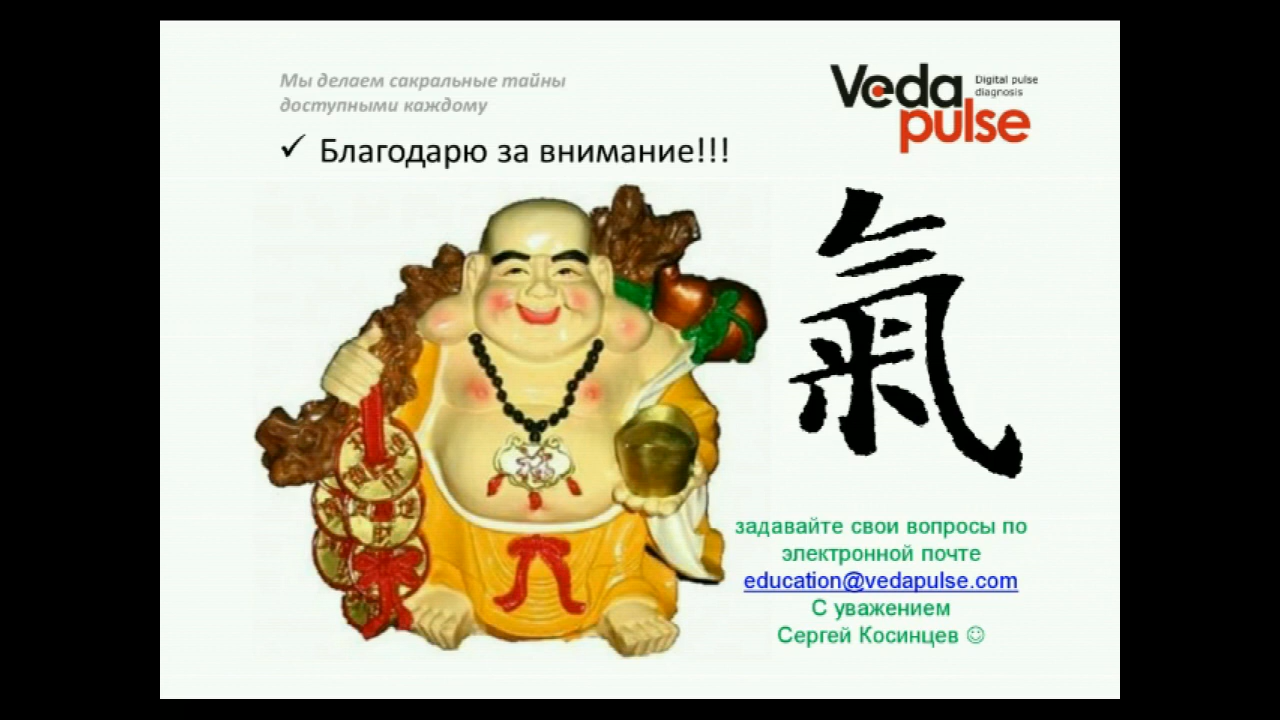 Мы делаем сакральные тайны
доступными каждому
Veda
Digital pulse
diagnosis
pulse
✓ Благодарю за внимание!!!
氣
задавайте свои вопросы по
электронной почте
education@vedapulse.com
С уважением
Сергей Косинцев ☺